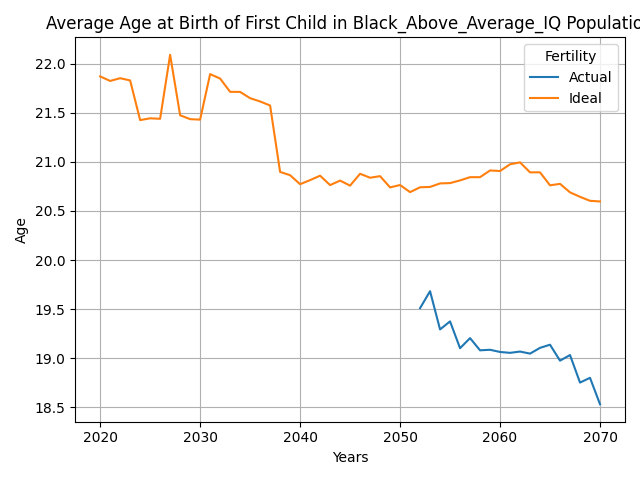 Average Age at Birth of First Child in Black_Above_Average_IQ Populatio
Fertility
Actual
Ideal
22.0
21.5
21.0
20.5
20.0
19.5
19.0
18.5
Age
2020 2030 2040 2050 2060 2070
Years